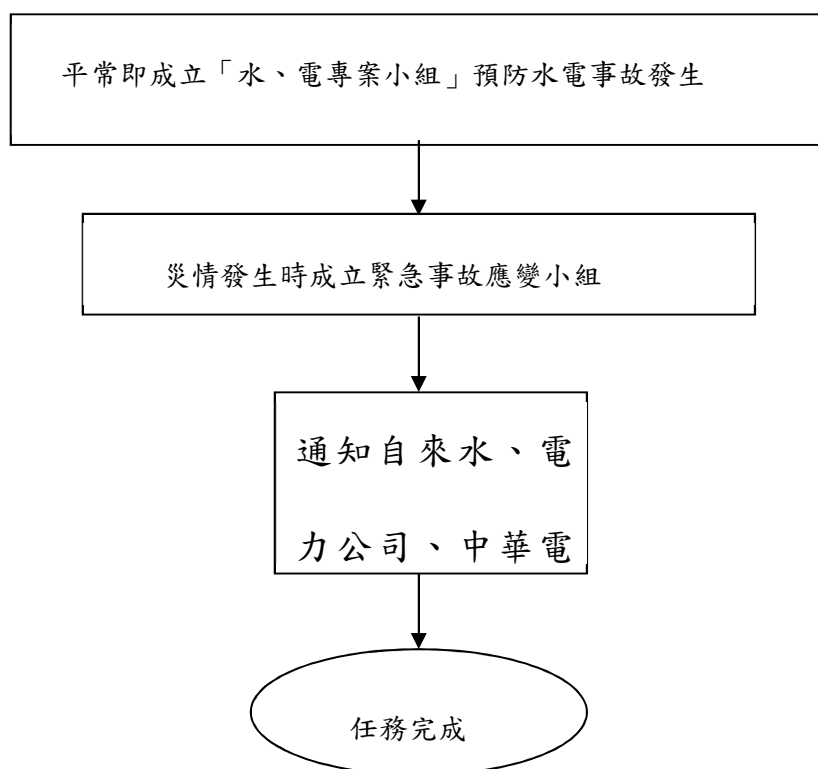 平常即成立「水、電專案小組」預防水電事故發生
災情發生時成立緊急事故應變小組
通知自來水、電
力公司、中華電
任務完成